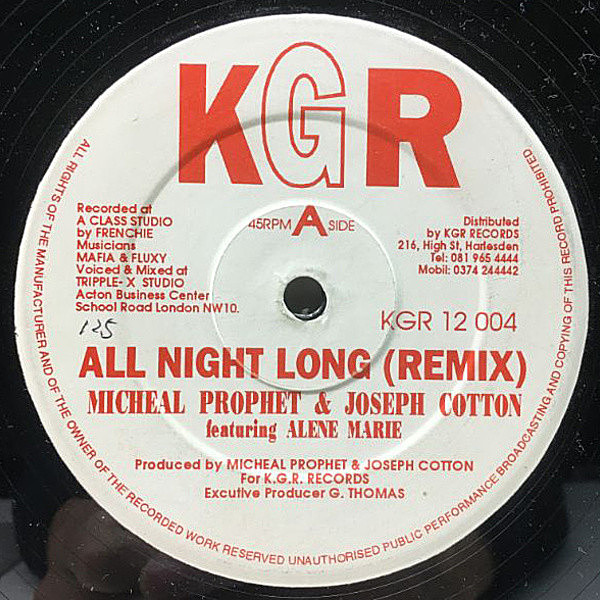 KGR
Recorded at
A CLASS STUDIO
by FRENCHIE
Musicians
MAFIA & FLUXY
Voiced & Mixed at
TRIPPLE- X STUDIO
Acton Business Center
School Road London NW10.
125
45RPM A SIDE
Distributed
by KGR RECORDS
216, High St, Harlesden
Tel: 081 965 4444
Mobil: 0374 244442
KGR 12 004
ALL NIGHT LONG (REMIX)
MICHEAL PROPHET & JOSEPH COTTON
featuring ALENE MARIE
Produced by MICHEAL PROPHET & JOSEPH COTTON
For K.G.R. RECORDS
Excutive Producer G. THOMAS
ALL RIGHTS OF THE MANUFACTURER AND OF THE OWNER OF THE RECORDED WORK RESERVED UNAUTHORISED PUBLIC PERFORMANCE BROADCASTING AND COPYING OF THIS RECORD PROHIBITED